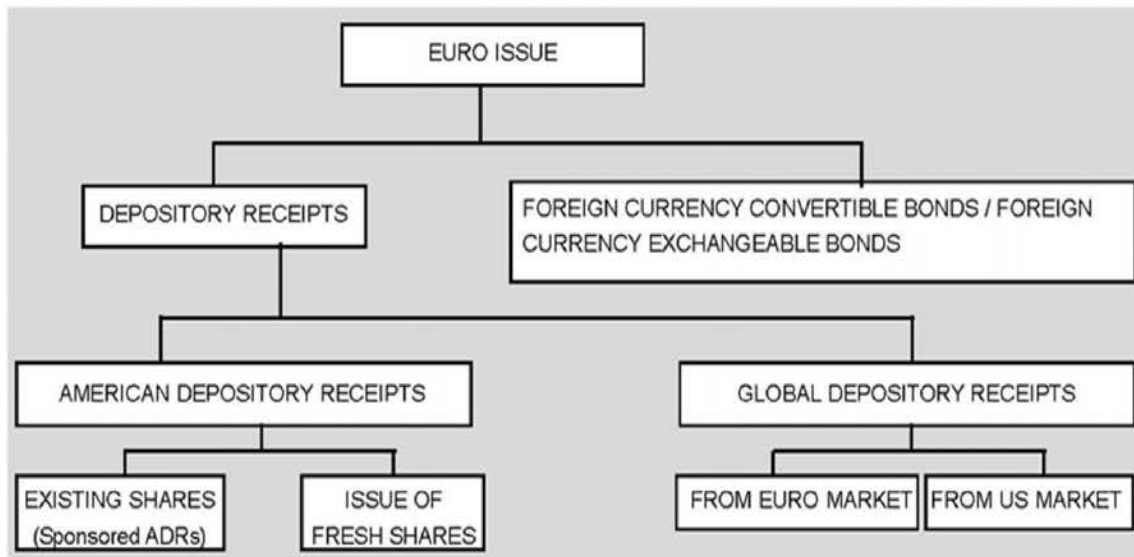 EURO ISSUE
DEPOSITORY RECEIPTS
FOREIGN CURRENCY CONVERTIBLE BONDS / FOREIGN
CURRENCY EXCHANGEABLE BONDS
AMERICAN DEPOSITORY RECEIPTS
GLOBAL DEPOSITORY RECEIPTS
EXISTING SHARES
(Sponsored ADRs)
ISSUE OF
FRESH SHARES
FROM EURO MARKET
FROM US MARKET